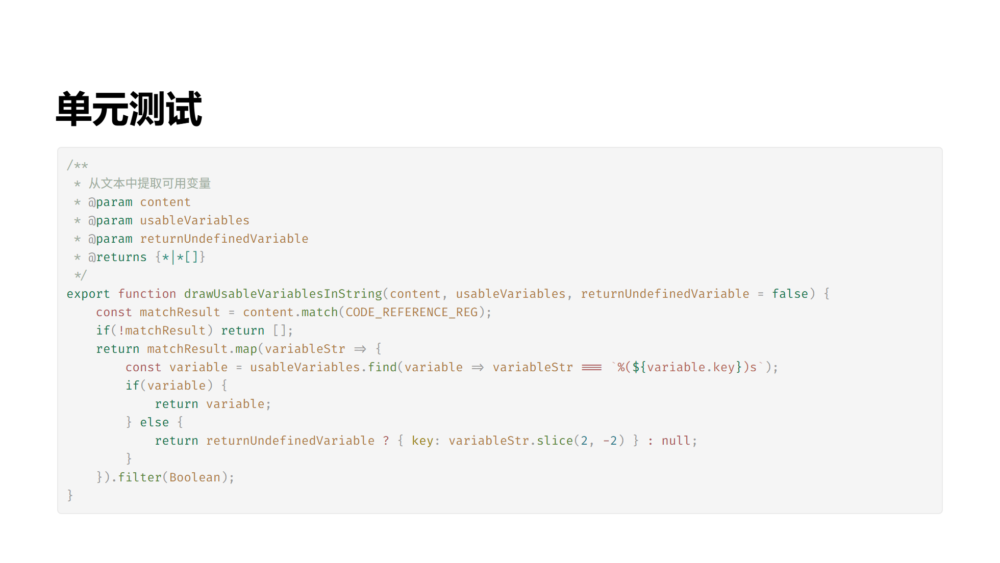 单元测试
/**
 * 从文本中提取可用变量
 * @param content
 * @param usableVariables
 * @param returnUndefinedVariable
 * @returns {*|*[]}
 */
export function drawUsableVariablesInString(content, usableVariables, returnUndefinedVariable = false) {
    const matchResult = content.match(CODE_REFERENCE_REG);
    if(!matchResult) return [];
    return matchResult.map(variableStr => {
        const variable = usableVariables.find(variable => variableStr === `%(${variable.key})s`);
        if(variable) {
            return variable;
        } else {
            return returnUndefinedVariable ? { key: variableStr.slice(2, -2) } : null;
        }
    }).filter(Boolean);
}